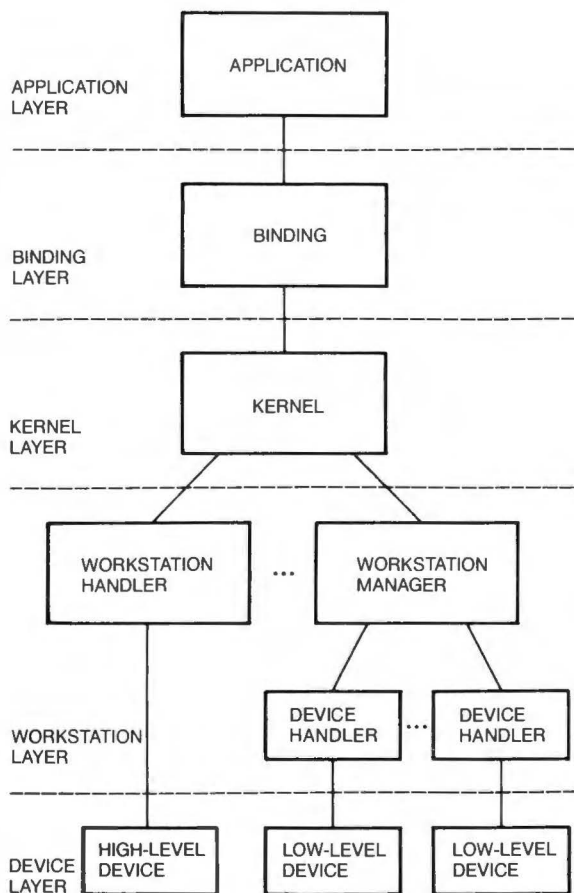 APPLICATION
APPLICATION
LAYER
BINDING
BINDING
LAYER
KERNEL
KERNEL
LAYER
WORKSTATION
HANDLER
...
WORKSTATION
MANAGER
DEVICE
HANDLER
...
DEVICE
HANDLER
WORKSTATION
LAYER
HIGH-LEVEL
DEVICE
LOW-LEVEL
DEVICE
LOW-LEVEL
DEVICE
DEVICE
LAYER